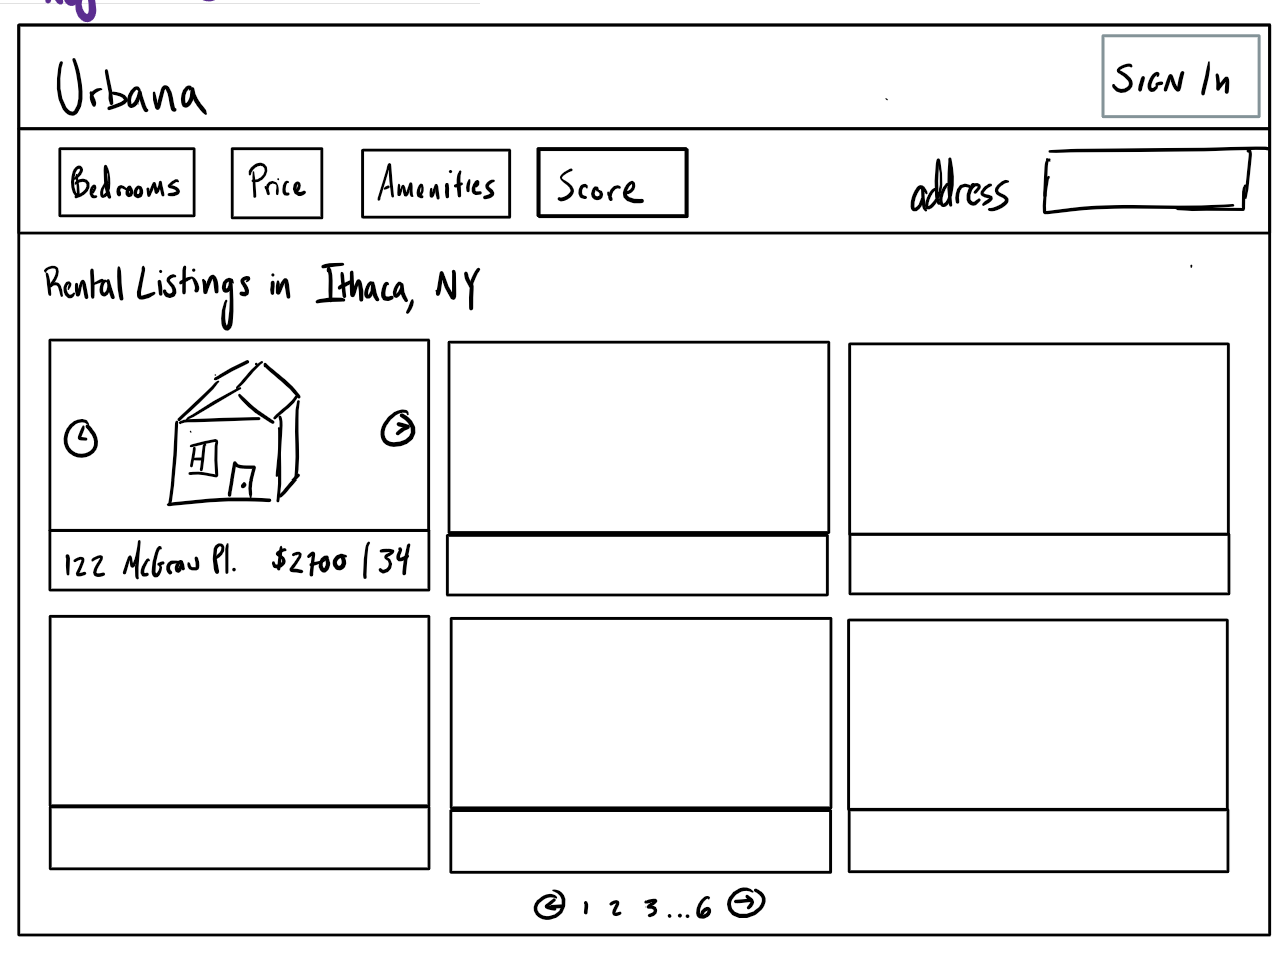 Urbana
SIGN In
Bedrooms Price Amenities Score address
Rental Listings in Ithaca, NY
122 McGraw Pl. $2700 / 34
1 2 3...6